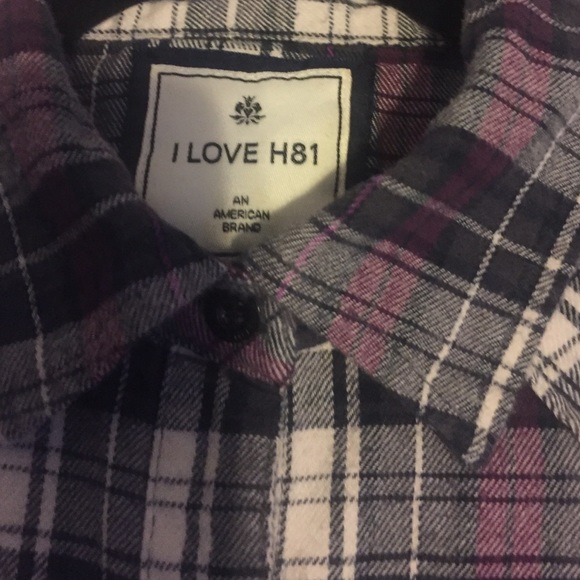 I LOVE H81
AN
AMERICAN
BRAND